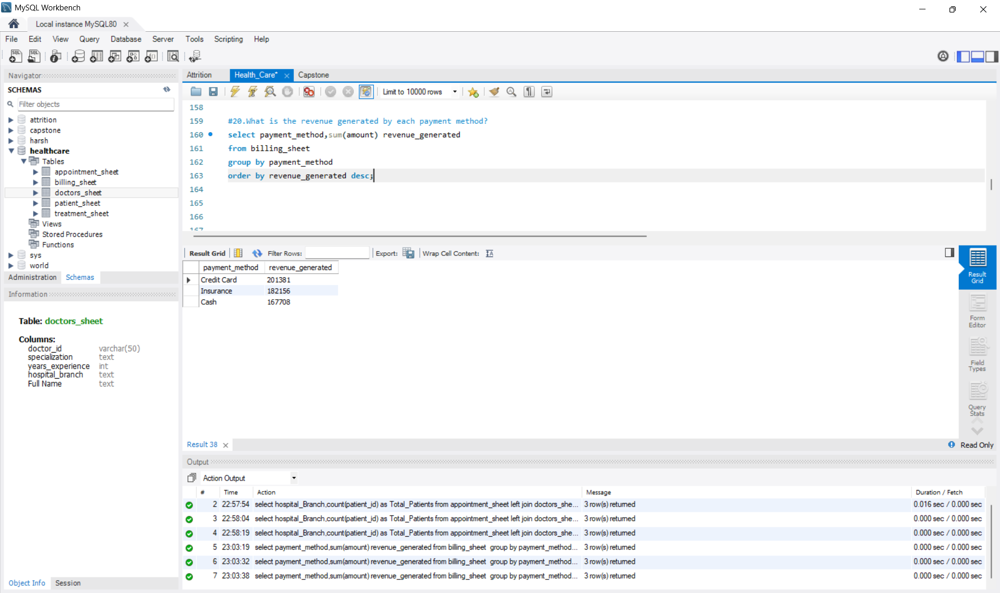 MySQL Workbench
Local instance MySQL80
File Edit View Query Database Server Tools Scripting Help
Navigator
SCHEMAS
Filter objects
attrition
capstone
harsh
healthcare
Tables
appointment_sheet
billing_sheet
doctors_sheet
patient_sheet
treatment_sheet
Views
Stored Procedures
Functions
sys
world
Administration Schemas
Information
Table: doctors_sheet
Columns:
doctor_id varchar(50)
specialization text
years_experience int
hospital_branch text
Full Name text
Object Info Session
Attrition Health_Care* Capstone
Limit to 10000 rows
158
159 #20.What is the revenue generated by each payment method?
160 select payment_method,sum(amount) revenue_generated
161 from billing_sheet
162 group by payment_method
163 order by revenue_generated desc;
164
165
166
167
Result Grid Filter Rows: Export: Wrap Cell Content:
payment_method revenue_generated
Credit Card 201381
Insurance 182156
Cash 167708
Result Grid
Form Editor
Field Types
Query Stats
Result 38 Read Only
Output
Action Output
# Time Action Message Duration / Fetch
2 22:57:54 select hospital_Branch,count(patient_id) as Total_Patients from appointment_sheet left join doctors_she... 3 row(s) returned 0.016 sec / 0.000 sec
3 22:58:04 select hospital_Branch,count(patient_id) as Total_Patients from appointment_sheet left join doctors_she... 3 row(s) returned 0.000 sec / 0.000 sec
4 22:58:19 select hospital_Branch,count(patient_id) as Total_Patients from appointment_sheet left join doctors_she... 3 row(s) returned 0.000 sec / 0.000 sec
5 23:03:19 select payment_method,sum(amount) revenue_generated from billing_sheet group by payment_method... 3 row(s) returned 0.000 sec / 0.000 sec
6 23:03:32 select payment_method,sum(amount) revenue_generated from billing_sheet group by payment_method... 3 row(s) returned 0.000 sec / 0.000 sec
7 23:03:38 select payment_method,sum(amount) revenue_generated from billing_sheet group by payment_method... 3 row(s) returned 0.000 sec / 0.000 sec